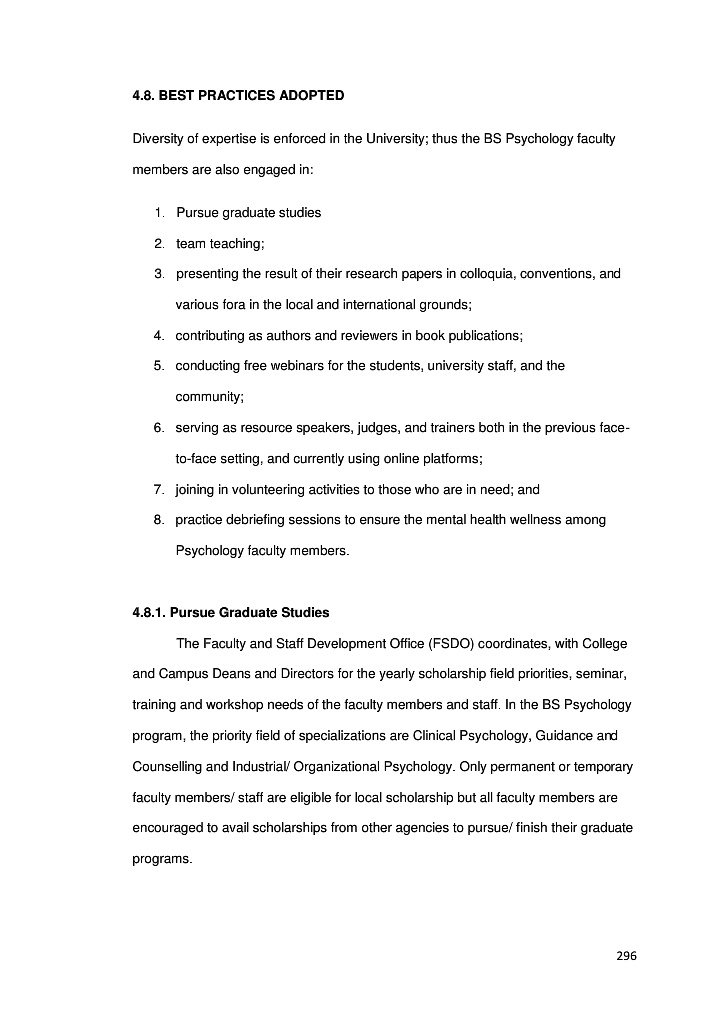 4.8. BEST PRACTICES ADOPTED
Diversity of expertise is enforced in the University; thus the BS Psychology faculty
members are also engaged in:
1. Pursue graduate studies
2. team teaching;
3. presenting the result of their research papers in colloquia, conventions, and
various fora in the local and international grounds;
4. contributing as authors and reviewers in book publications;
5. conducting free webinars for the students, university staff, and the
community;
6. serving as resource speakers, judges, and trainers both in the previous face-
to-face setting, and currently using online platforms;
7. joining in volunteering activities to those who are in need; and
8. practice debriefing sessions to ensure the mental health wellness among
Psychology faculty members.
4.8.1. Pursue Graduate Studies
The Faculty and Staff Development Office (FSDO) coordinates, with College
and Campus Deans and Directors for the yearly scholarship field priorities, seminar,
training and workshop needs of the faculty members and staff. In the BS Psychology
program, the priority field of specializations are Clinical Psychology, Guidance and
Counselling and Industrial/ Organizational Psychology. Only permanent or temporary
faculty members/ staff are eligible for local scholarship but all faculty members are
encouraged to avail scholarships from other agencies to pursue/ finish their graduate
programs.
296